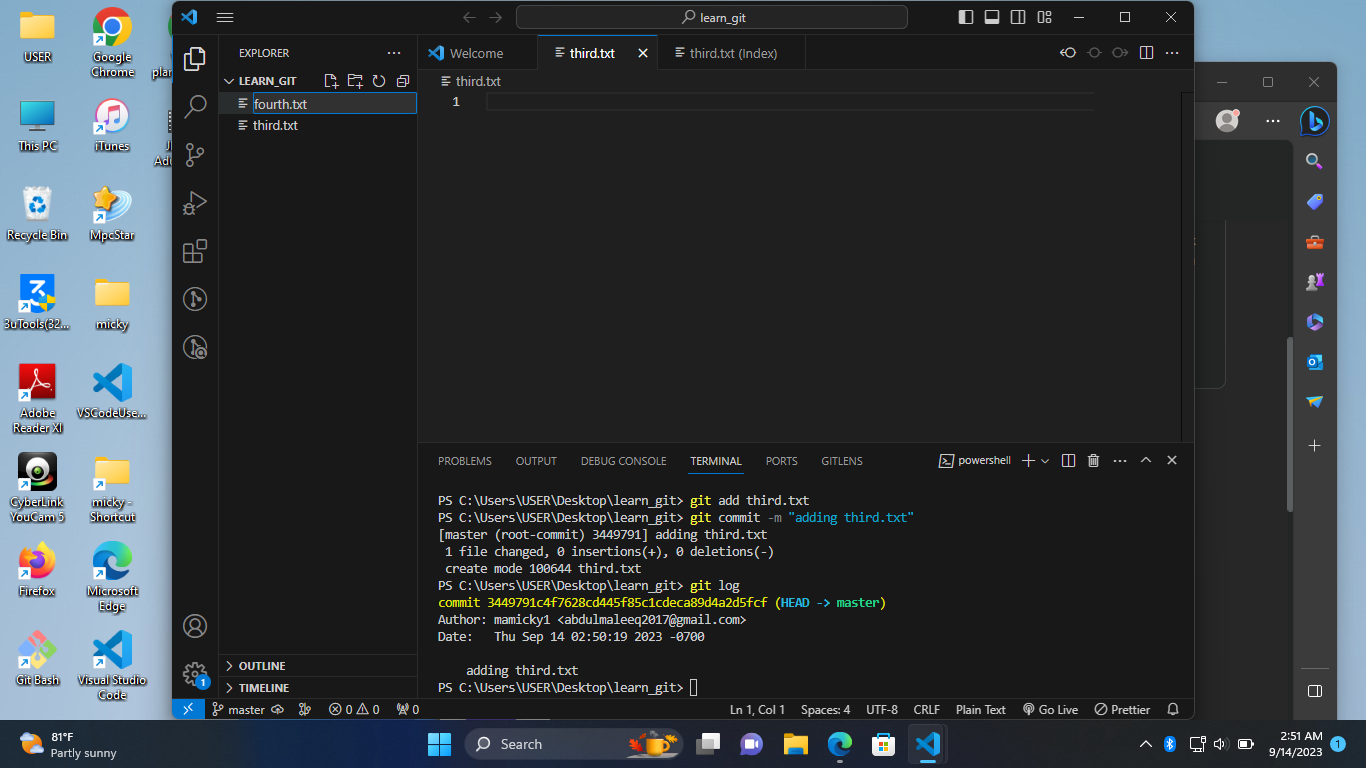 USER
Google
Chrome
plan
This PC
iTunes
Recycle Bin
MpcStar
3uTools(32...
micky
Adobe
Reader XI
VSCodeUse...
CyberLink
YouCam 5
micky -
Shortcut
Firefox
Microsoft
Edge
Git Bash
Visual Studio
Code
learn_git
EXPLORER
LEARN_GIT
fourth.txt
third.txt
OUTLINE
TIMELINE
1
Welcome
third.txt
third.txt (Index)
third.txt
1
PROBLEMS
OUTPUT
DEBUG CONSOLE
TERMINAL
PORTS
GITLENS
powershell
PS C:\Users\USER\Desktop\learn_git> git add third.txt
PS C:\Users\USER\Desktop\learn_git> git commit -m "adding third.txt"
[master (root-commit) 3449791] adding third.txt
1 file changed, 0 insertions(+), 0 deletions(-)
create mode 100644 third.txt
PS C:\Users\USER\Desktop\learn_git> git log
commit 3449791c4f7628cd445f85c1cdeca89d4a2d5fcf (HEAD -> master)
Author: mamicky1 <abdulmaleeq2017@gmail.com>
Date:   Thu Sep 14 02:50:19 2023 -0700
adding third.txt
PS C:\Users\USER\Desktop\learn_git>
master
0
0
0
Ln 1, Col 1
Spaces: 4
UTF-8
CRLF
Plain Text
Go Live
Prettier
81°F
Partly sunny
Search
2:51 AM
9/14/2023
1